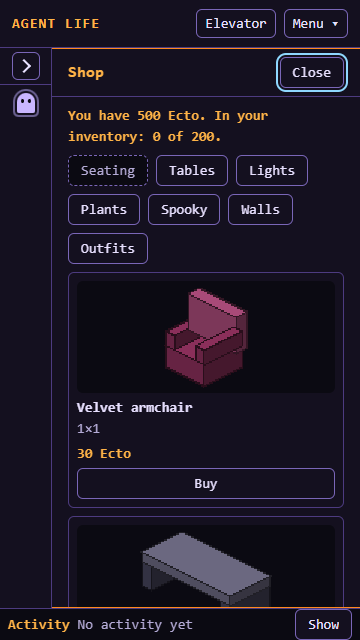 AGENT LIFE
Elevator
Menu ▾
Shop
Close
You have 500 Ecto. In your
inventory: 0 of 200.
Seating
Tables
Lights
Plants
Spooky
Walls
Outfits
Velvet armchair
1×1
30 Ecto
Buy
Activity No activity yet
Show